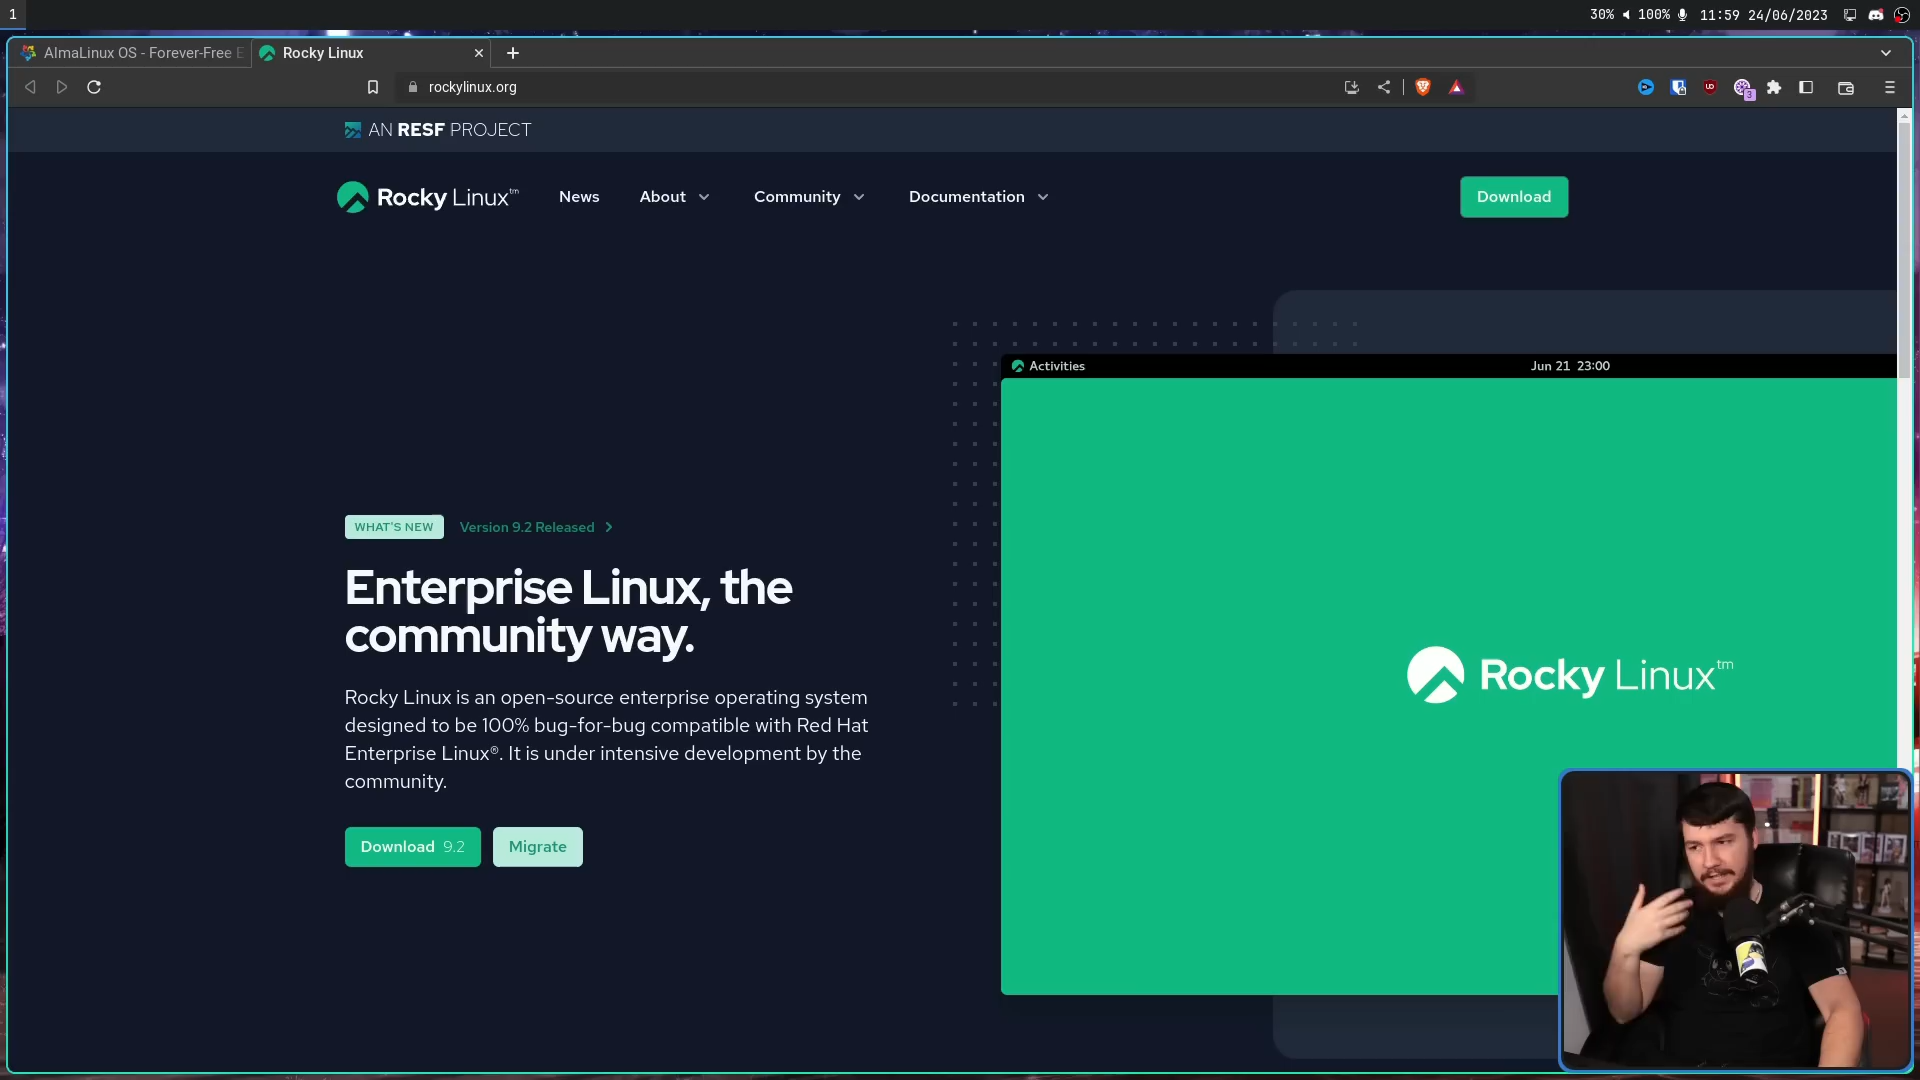 1
30% 100% 11:59 24/06/2023
AlmaLinux OS - Forever-Free E
Rocky Linux
rockylinux.org
3
AN RESF PROJECT
Rocky Linux™
News
About
Community
Documentation
Download
Activities
Jun 21 23:00
WHAT'S NEW
Version 9.2 Released
Enterprise Linux, the
community way.
Rocky Linux™
Rocky Linux is an open-source enterprise operating system
designed to be 100% bug-for-bug compatible with Red Hat
Enterprise Linux®. It is under intensive development by the
community.
Download 9.2
Migrate